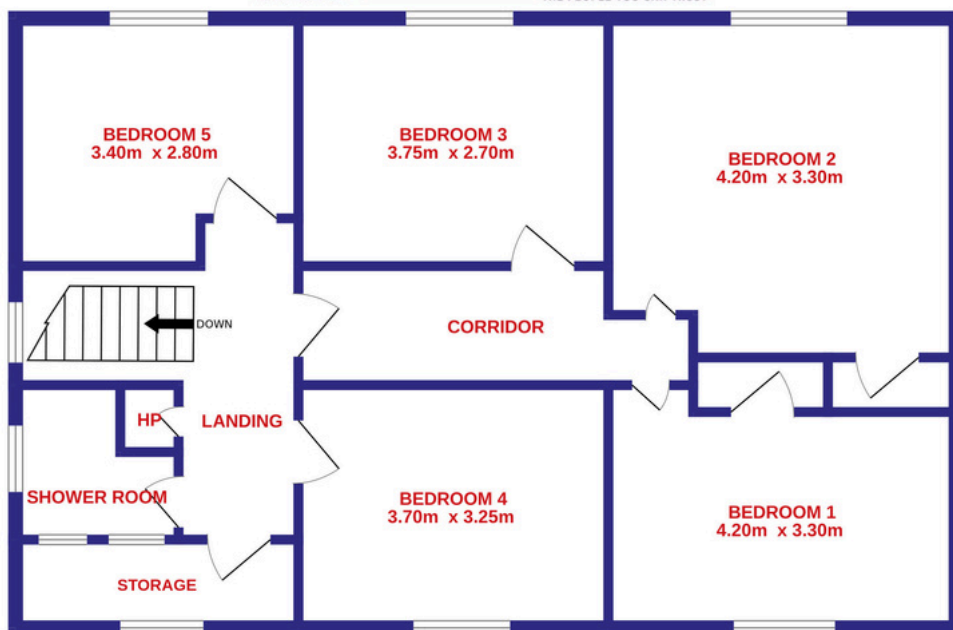 BEDROOM 5
3.40m x 2.80m
BEDROOM 3
3.75m x 2.70m
BEDROOM 2
4.20m x 3.30m
DOWN
CORRIDOR
HP
LANDING
SHOWER ROOM
BEDROOM 4
3.70m x 3.25m
BEDROOM 1
4.20m x 3.30m
STORAGE